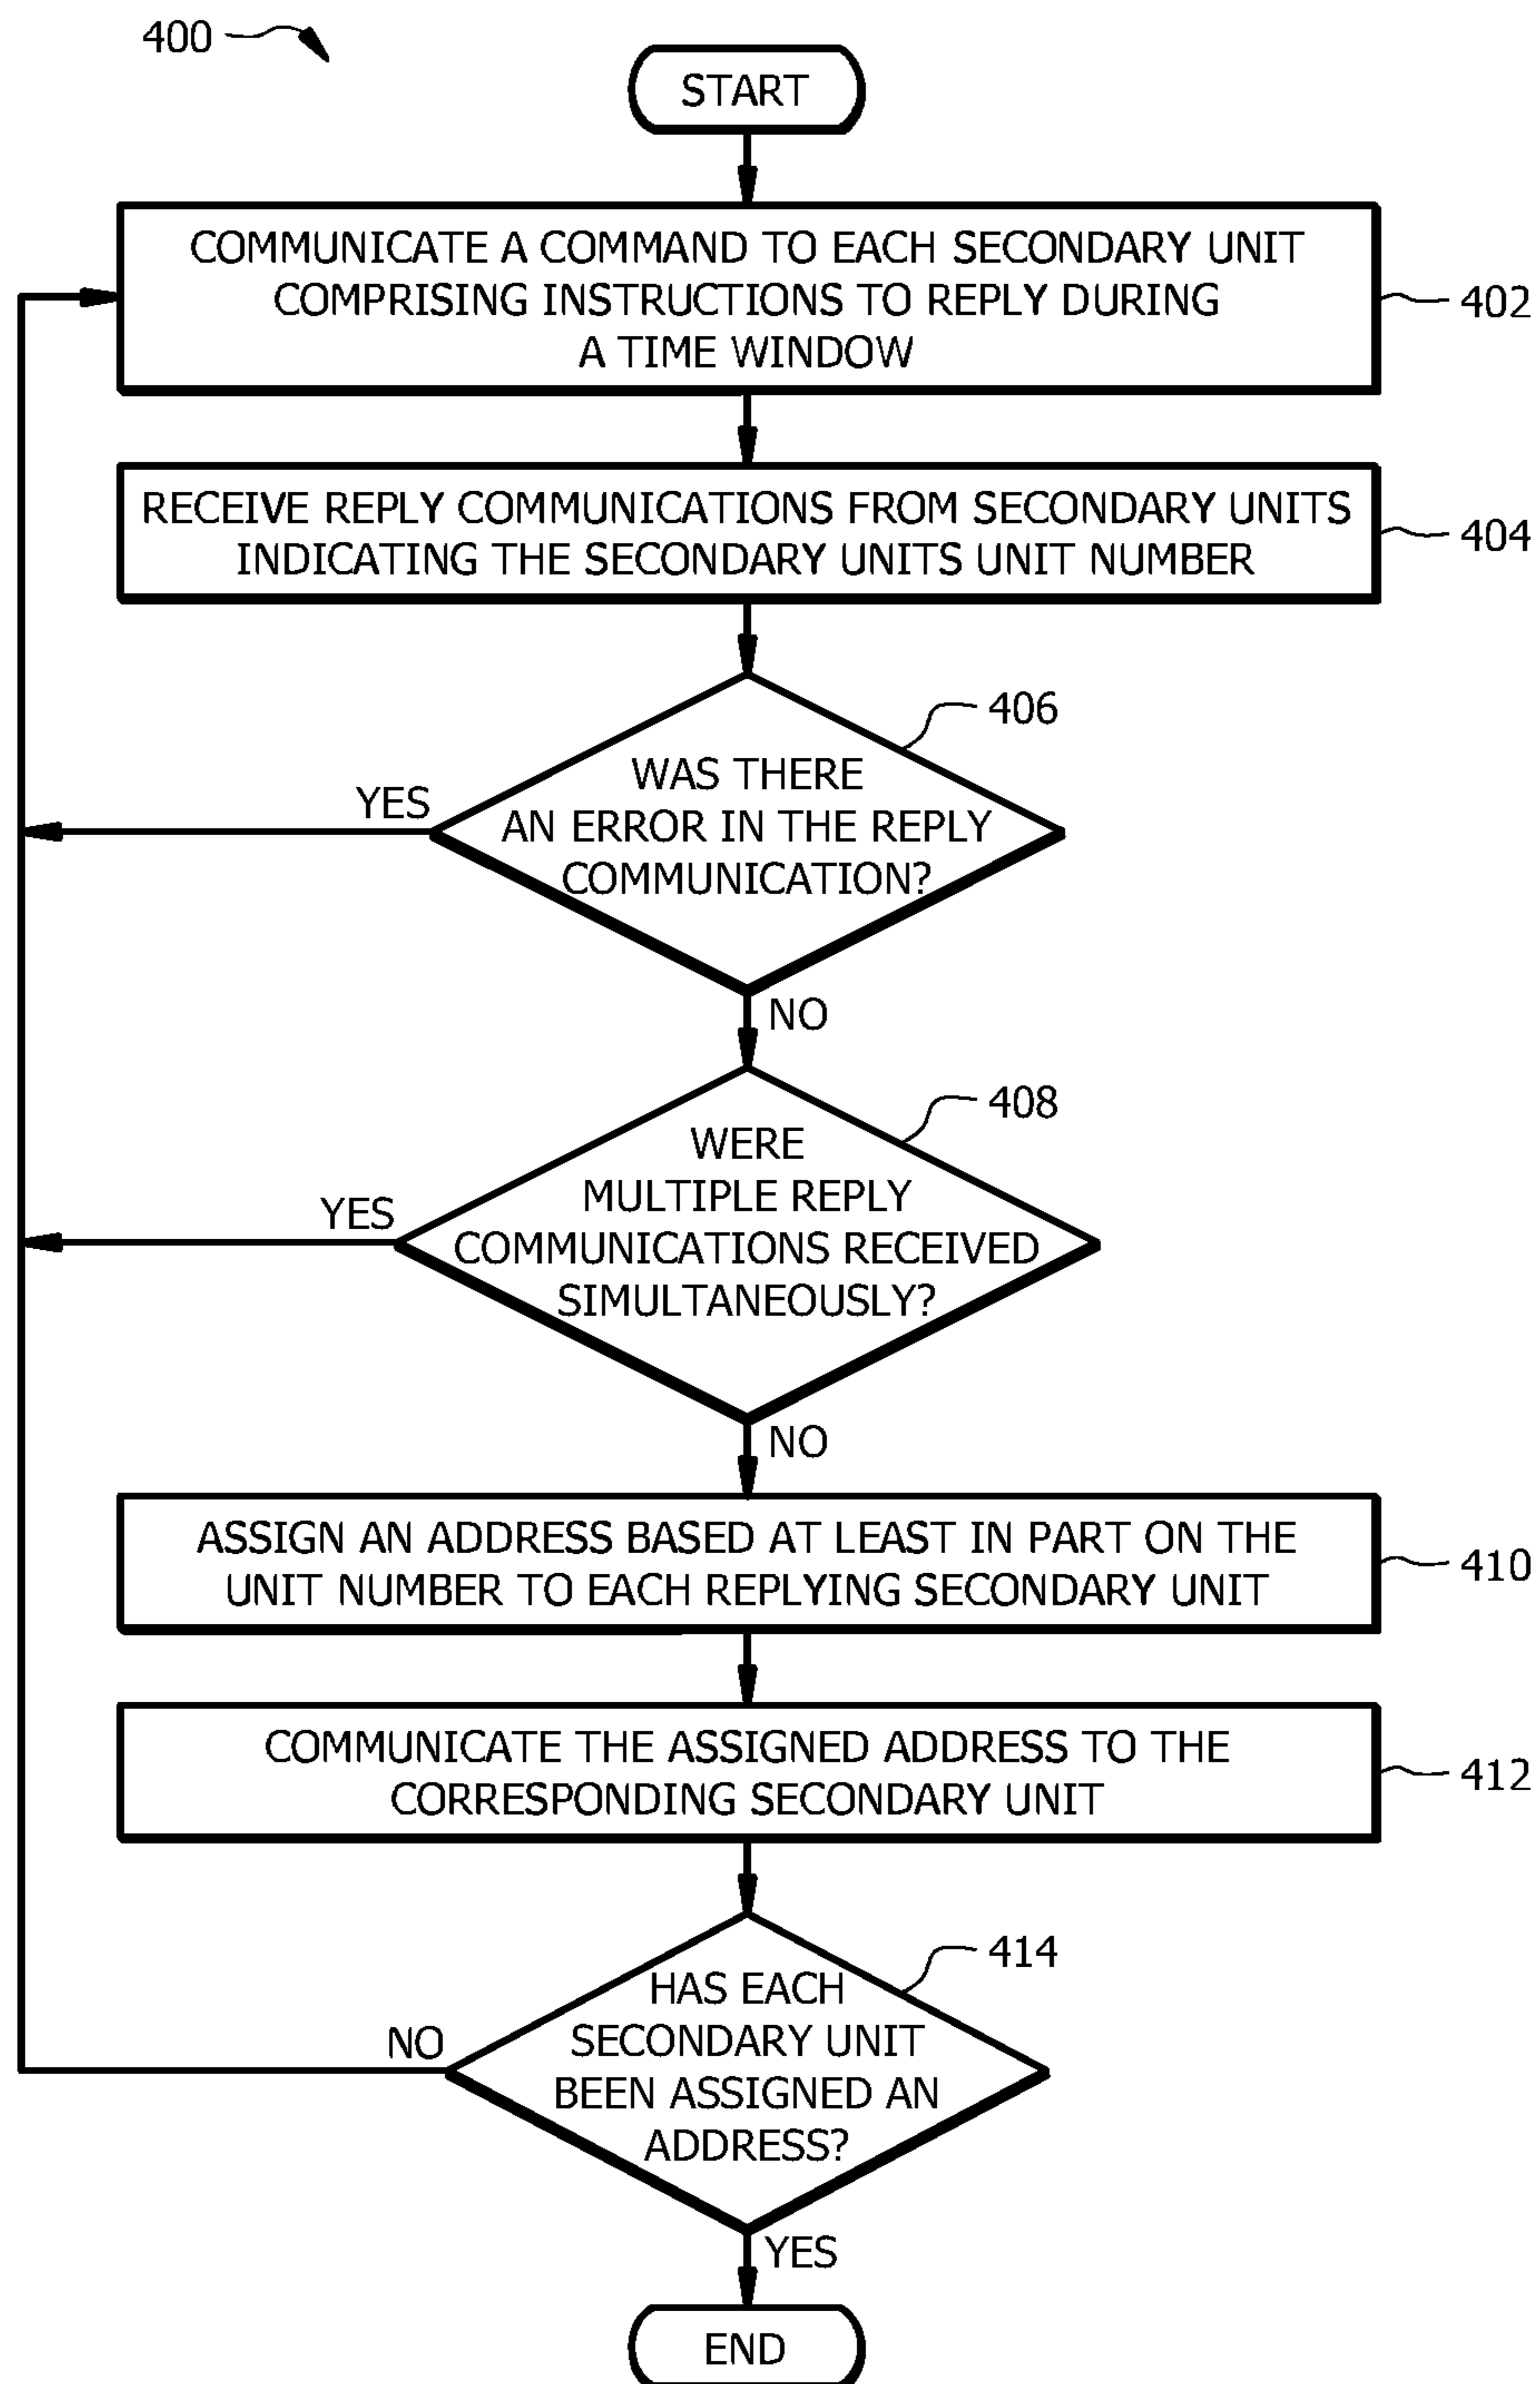 400
START
COMMUNICATE A COMMAND TO EACH SECONDARY UNIT
COMPRISING INSTRUCTIONS TO REPLY DURING
A TIME WINDOW
402
RECEIVE REPLY COMMUNICATIONS FROM SECONDARY UNITS
INDICATING THE SECONDARY UNITS UNIT NUMBER
404
406
WAS THERE
AN ERROR IN THE REPLY
COMMUNICATION?
YES
NO
408
WERE
MULTIPLE REPLY
COMMUNICATIONS RECEIVED
SIMULTANEOUSLY?
YES
NO
ASSIGN AN ADDRESS BASED AT LEAST IN PART ON THE
UNIT NUMBER TO EACH REPLYING SECONDARY UNIT
410
COMMUNICATE THE ASSIGNED ADDRESS TO THE
CORRESPONDING SECONDARY UNIT
412
414
HAS EACH
SECONDARY UNIT
BEEN ASSIGNED AN
ADDRESS?
NO
YES
END